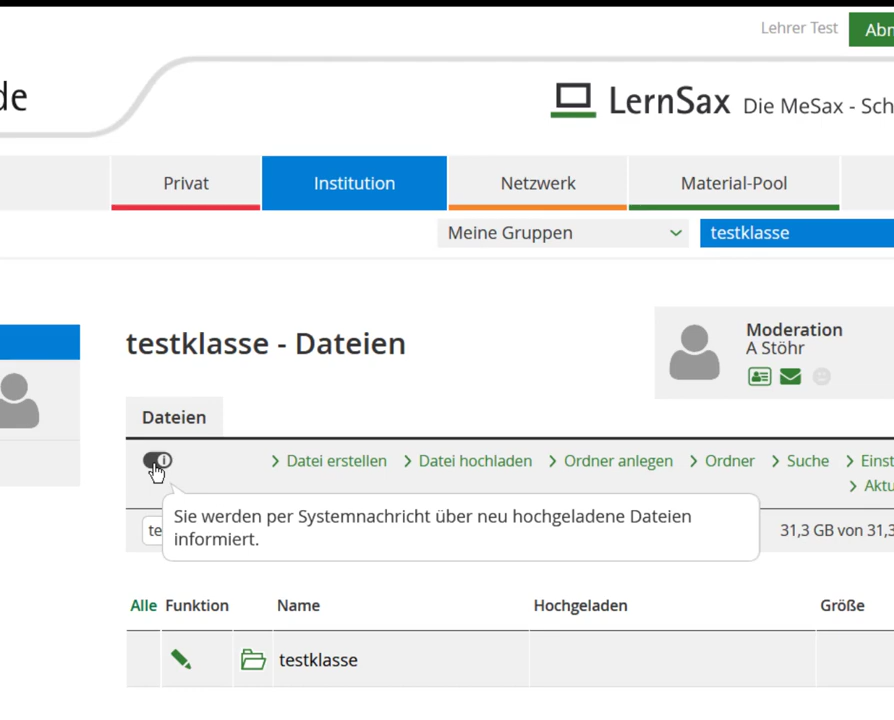 Lehrer Test
LernSax Die MeSax - Sch
Privat Institution Netzwerk Material-Pool
Meine Gruppen testklasse
testklasse - Dateien
Moderation
A Stöhr
Dateien
Datei erstellen Datei hochladen Ordner anlegen Ordner Suche Einst
Aktu
Sie werden per Systemnachricht über neu hochgeladene Dateien
informiert.
te
31,3 GB von 31,3
Alle Funktion Name Hochgeladen Größe
testklasse